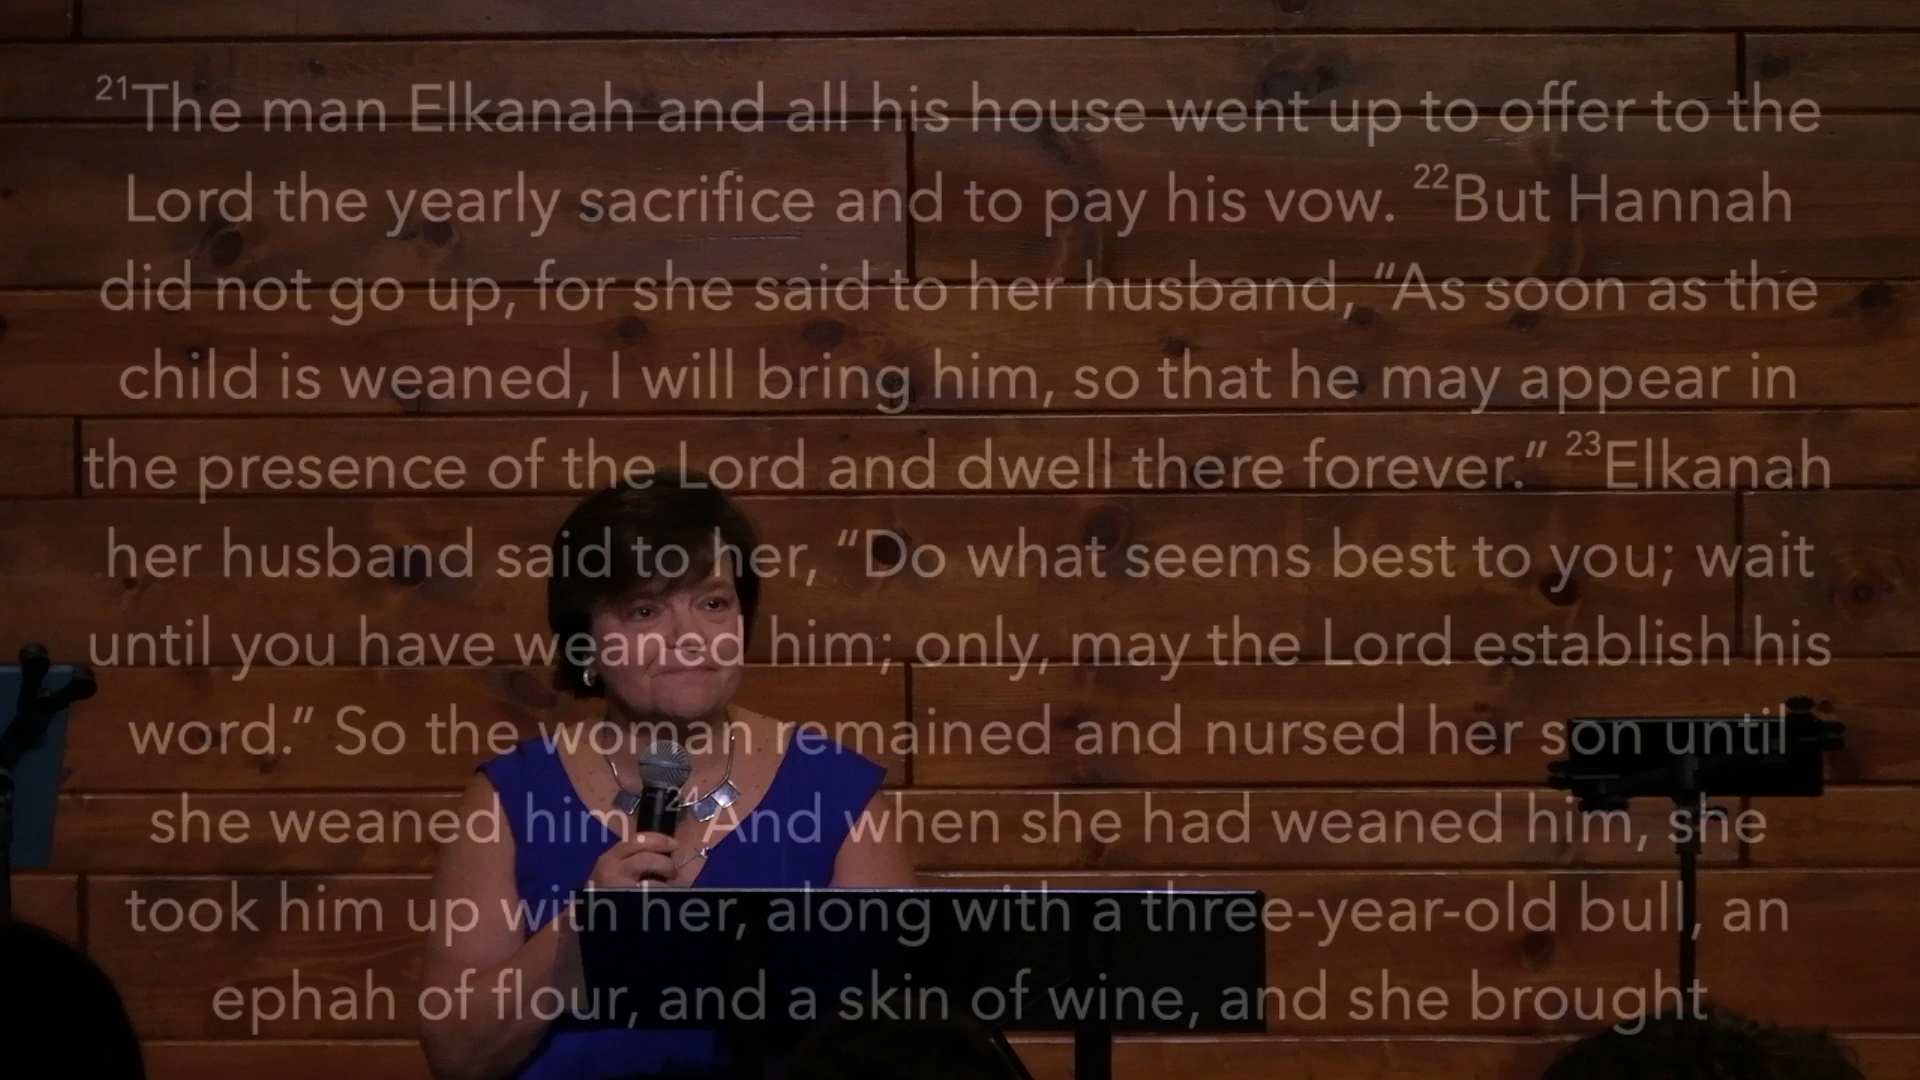 ²¹The man Elkanah and all his house went up to offer to the
Lord the yearly sacrifice and to pay his vow. ²²But Hannah
did not go up, for she said to her husband, “As soon as the
child is weaned, I will bring him, so that he may appear in
the presence of the Lord and dwell there forever.” ²³Elkanah
her husband said to her, “Do what seems best to you; wait
until you have weaned him; only, may the Lord establish his
word.” So the woman remained and nursed her son until
she weaned him. ²⁴And when she had weaned him, she
took him up with her, along with a three-year-old bull, an
ephah of flour, and a skin of wine, and she brought